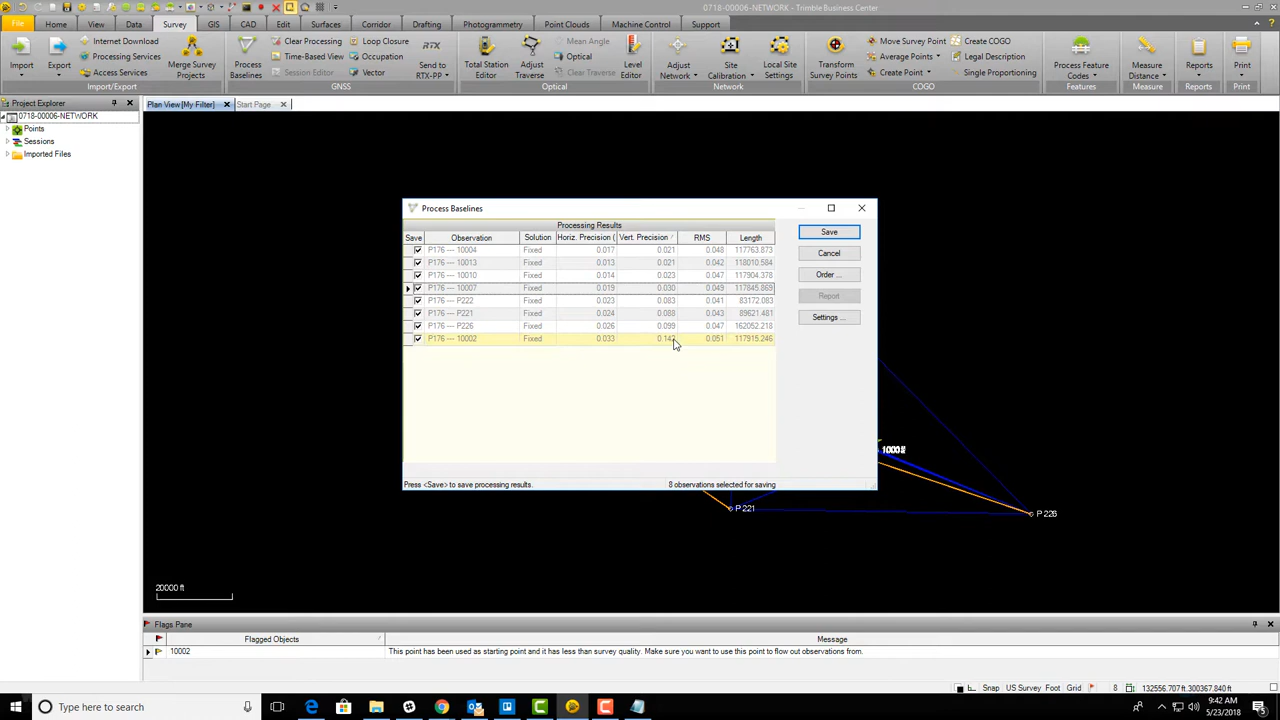 0718-00006-NETWORK - Trimble Business Center
File Home View Data Survey GIS CAD Edit Surfaces Corridor Drafting Photogrammetry Point Clouds Machine Control Support
Import
Export
Internet Download
Processing Services
Access Services
Merge Survey
Projects
Import/Export
Process
Baselines
Clear Processing
Time-Based View
Session Editor
Loop Closure
Occupation
Vector
RTX
Send to
RTX-PP
GNSS
Total Station
Editor
Adjust
Traverse
Mean Angle
Optical
Clear Traverse
Level
Editor
Optical
Adjust
Network
Site
Calibration
Local Site
Settings
Network
Transform
Survey Points
Move Survey Point
Average Points
Create Point
Create COGO
Legal Description
Single Proportioning
COGO
Process Feature
Codes
Features
Measure
Distance
Measure
Reports
Reports
Print
Print
Project Explorer
0718-00006-NETWORK
Points
Sessions
Imported Files
Plan View [My Filter] Start Page
Process Baselines
Processing Results
Save Observation Solution Horiz. Precision ( Vert. Precision RMS Length
P176 --- 10004 Fixed 0.017 0.021 0.048 117763.873
P176 --- 10013 Fixed 0.013 0.021 0.042 118010.584
P176 --- 10010 Fixed 0.014 0.023 0.047 117904.378
P176 --- 10007 Fixed 0.019 0.030 0.049 117845.869
P176 --- P222 Fixed 0.023 0.083 0.041 83172.083
P176 --- P221 Fixed 0.024 0.088 0.043 89621.481
P176 --- P226 Fixed 0.026 0.099 0.047 162052.218
P176 --- 10002 Fixed 0.033 0.051 117915.246
Save
Cancel
Order ...
Report
Settings ...
Press <Save> to save processing results. 8 observations selected for saving
P 221
P 226
20000 ft
Flags Pane
Flagged Objects Message
10002 This point has been used as starting point and it has less than survey quality. Make sure you want to use this point to flow out observations from.
Snap US Survey Foot Grid 8 132556.707 ft,300367.840 ft
Type here to search
9:42 AM
5/23/2018